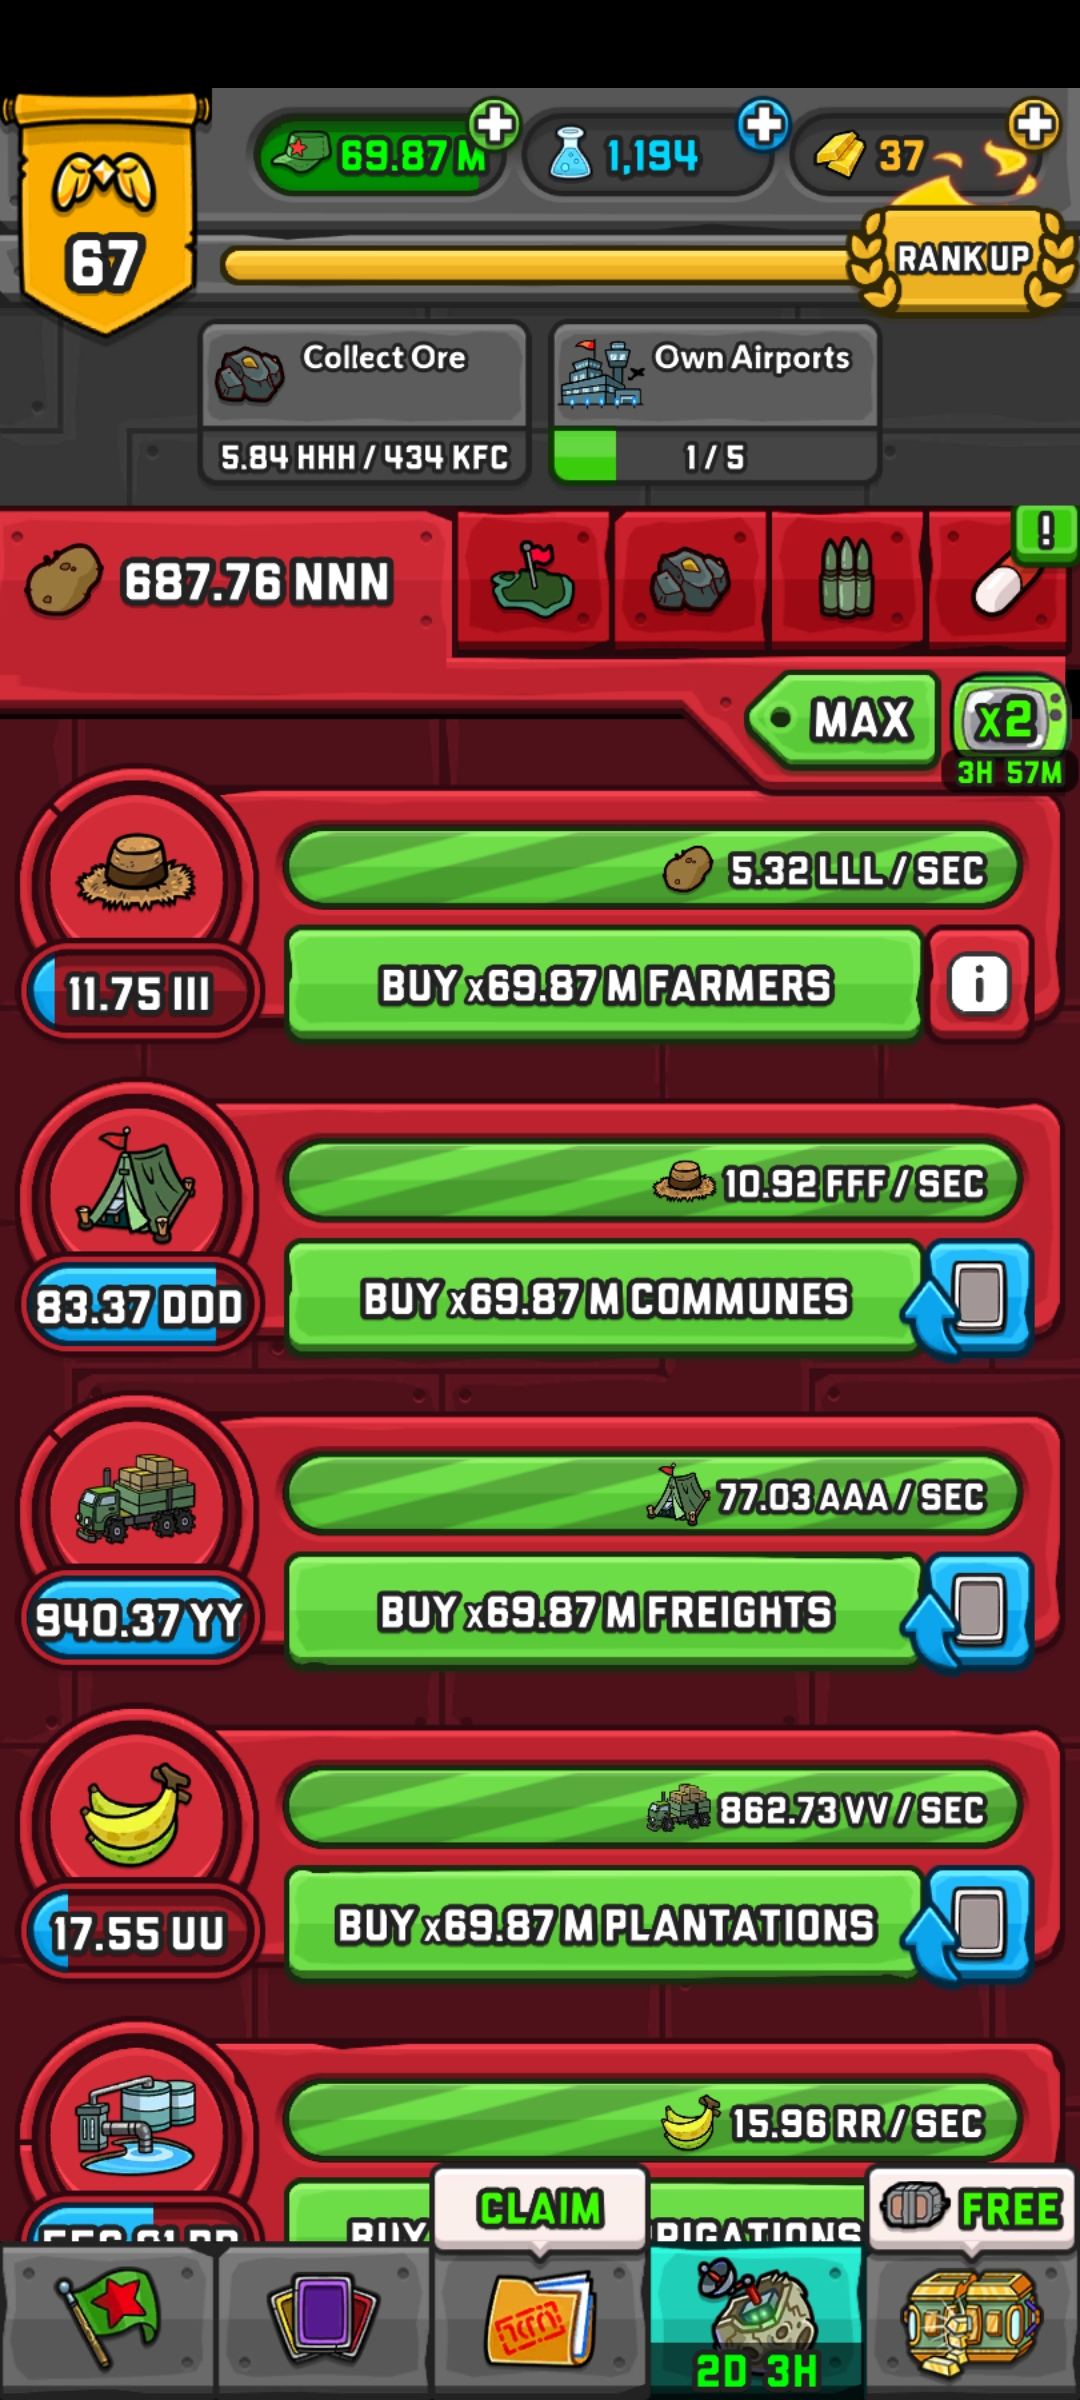 69.87 M
1,194
37
67
RANK UP
Collect Ore
Own Airports
5.84 HHH / 434 KFC
1 / 5
687.76 NNN
!
MAX
x2
3H 57M
5.32 LLL / SEC
11.75 III
BUY x69.87 M FARMERS
i
10.92 FFF / SEC
83.37 DDD
BUY x69.87 M COMMUNES
77.03 AAA / SEC
940.37 YY
BUY x69.87 M FREIGHTS
862.73 VV / SEC
17.55 UU
BUY x69.87 M PLANTATIONS
15.96 RR / SEC
BUY
CLAIM
FREE
2D 3H